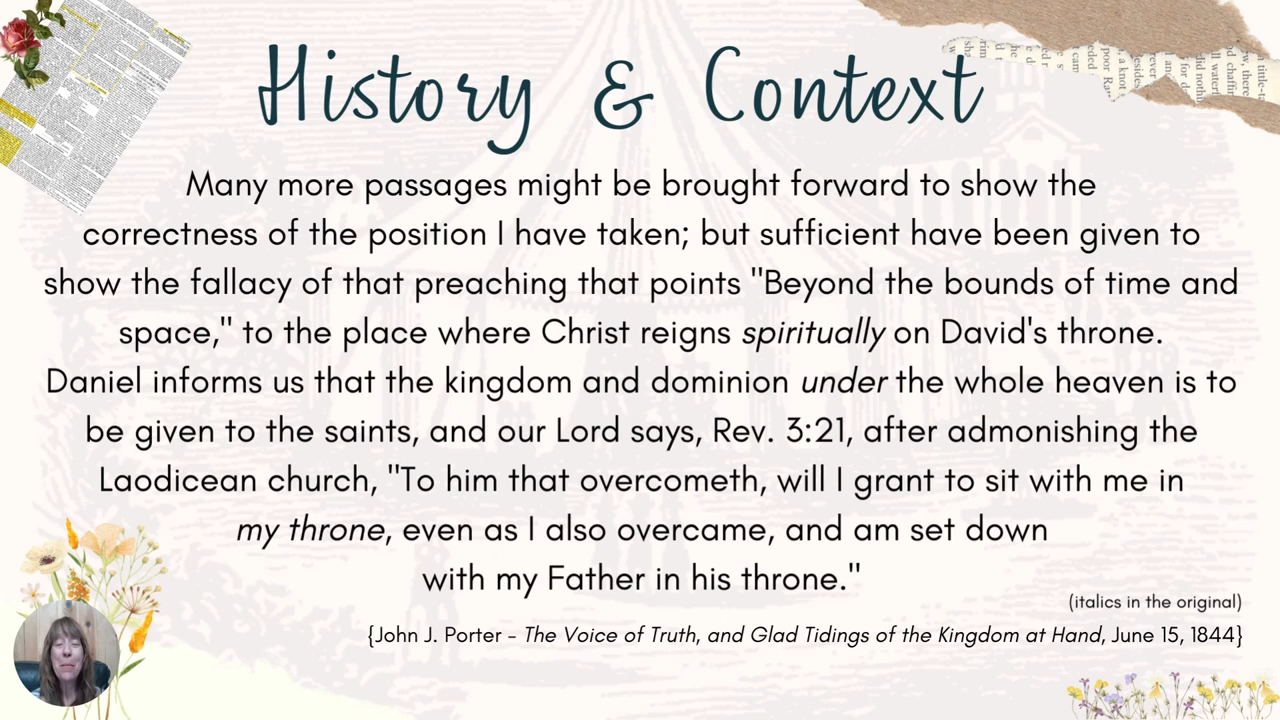 History & Context
Many more passages might be brought forward to show the
correctness of the position I have taken; but sufficient have been given to
show the fallacy of that preaching that points "Beyond the bounds of time and
space," to the place where Christ reigns spiritually on David's throne.
Daniel informs us that the kingdom and dominion under the whole heaven is to
be given to the saints, and our Lord says, Rev. 3:21, after admonishing the
Laodicean church, "To him that overcometh, will I grant to sit with me in
my throne, even as I also overcame, and am set down
with my Father in his throne."
(italics in the original)
{John J. Porter – The Voice of Truth, and Glad Tidings of the Kingdom at Hand, June 15, 1844}